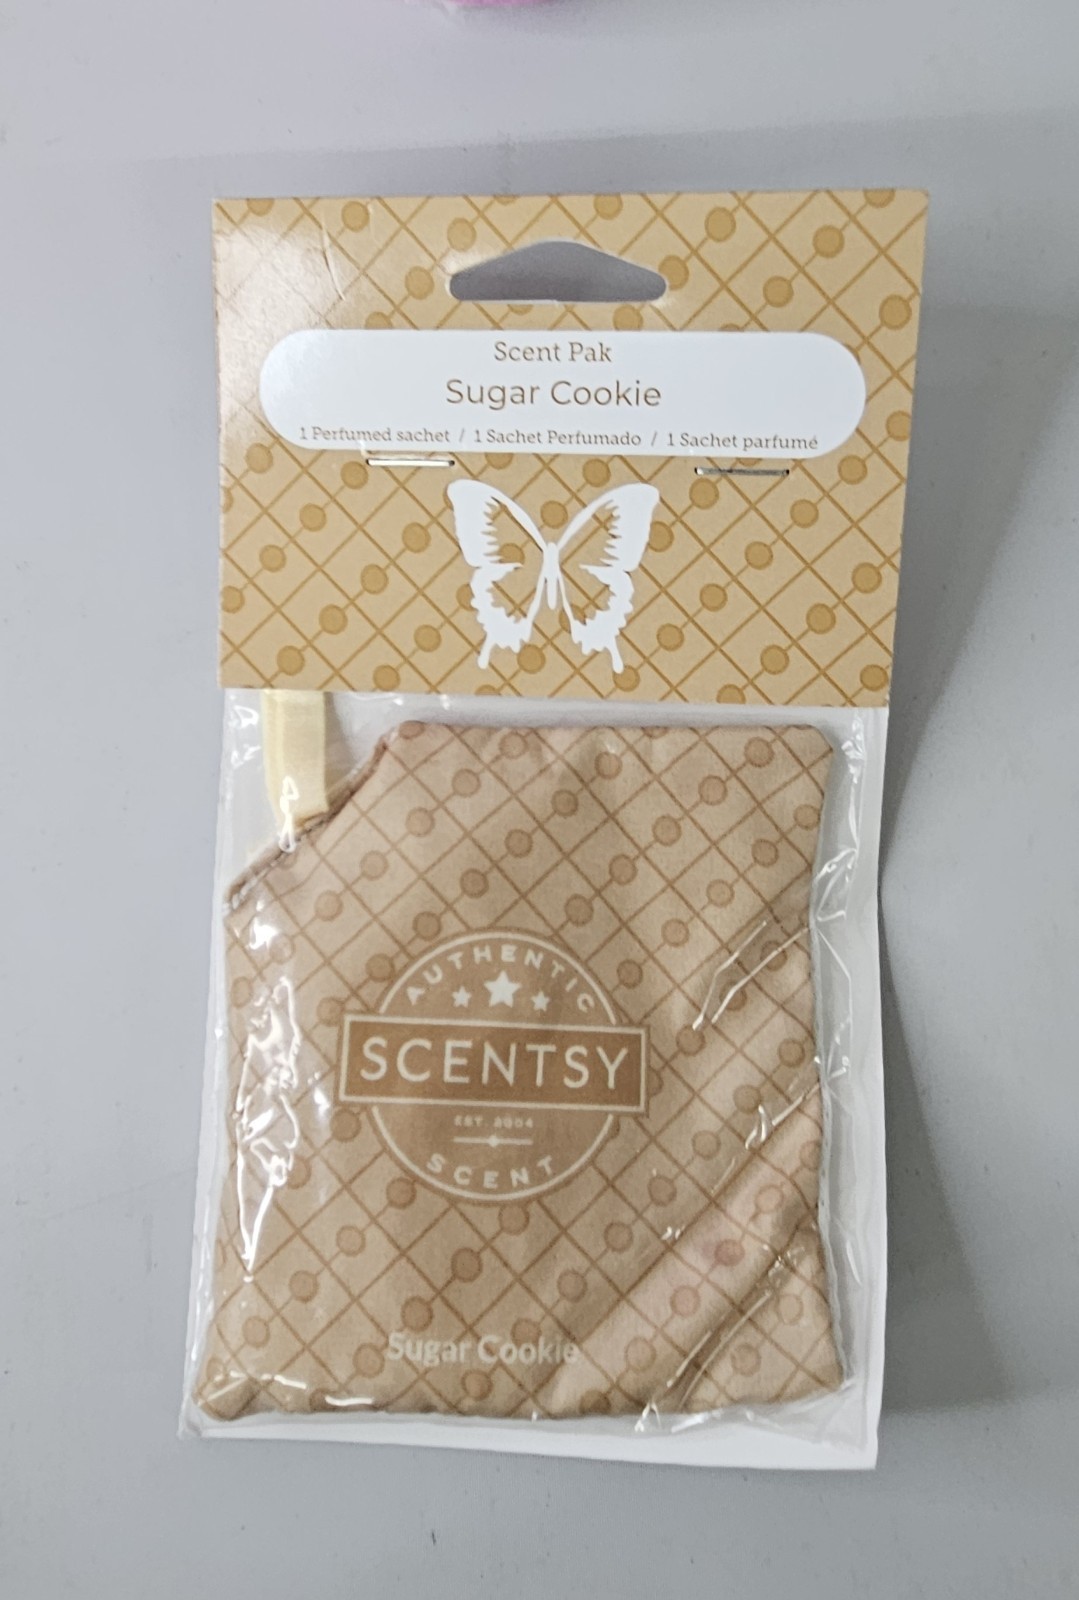 Scent Pak
Sugar Cookie
1 Perfumed sachet / 1 Sachet Perfumado / 1 Sachet parfumé
AUTHENTIC
SCENTSY
EST. 2004
SCENT
Sugar Cookie